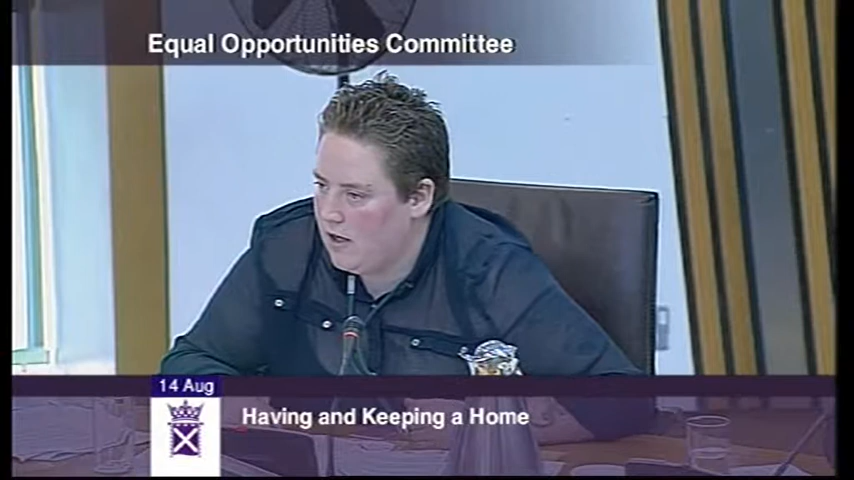 Equal Opportunities Committee
14 Aug
Having and Keeping a Home